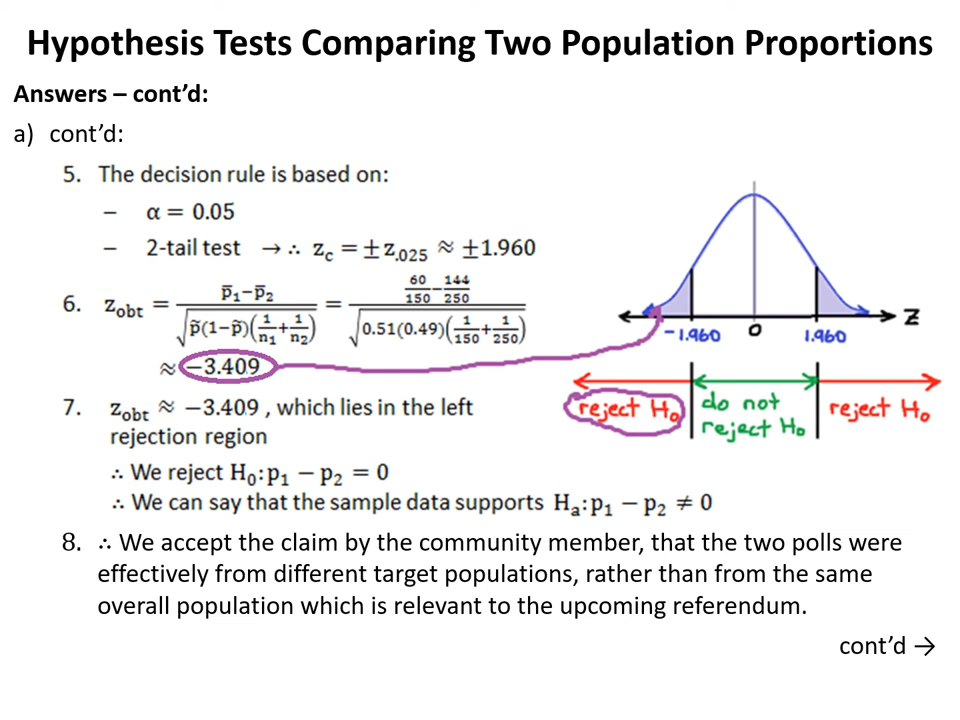 Hypothesis Tests Comparing Two Population Proportions
Answers – cont'd:
a) cont'd:
5. The decision rule is based on:
– α = 0.05
– 2-tail test → ∴ z_c = ±z_.025 ≈ ±1.960
6. z_obt = (p̄₁−p̄₂) / √(p̃(1−p̃)(1/n₁+1/n₂)) = (60/150 − 144/250) / √(0.51(0.49)(1/150+1/250))
≈ −3.409
7. z_obt ≈ −3.409 , which lies in the left
rejection region
∴ We reject H₀:p₁ − p₂ = 0
∴ We can say that the sample data supports Hₐ:p₁ − p₂ ≠ 0
Z
−1.960 0 1.960
reject H₀ do not reject H₀ reject H₀
8. ∴ We accept the claim by the community member, that the two polls were
effectively from different target populations, rather than from the same
overall population which is relevant to the upcoming referendum.
cont'd →